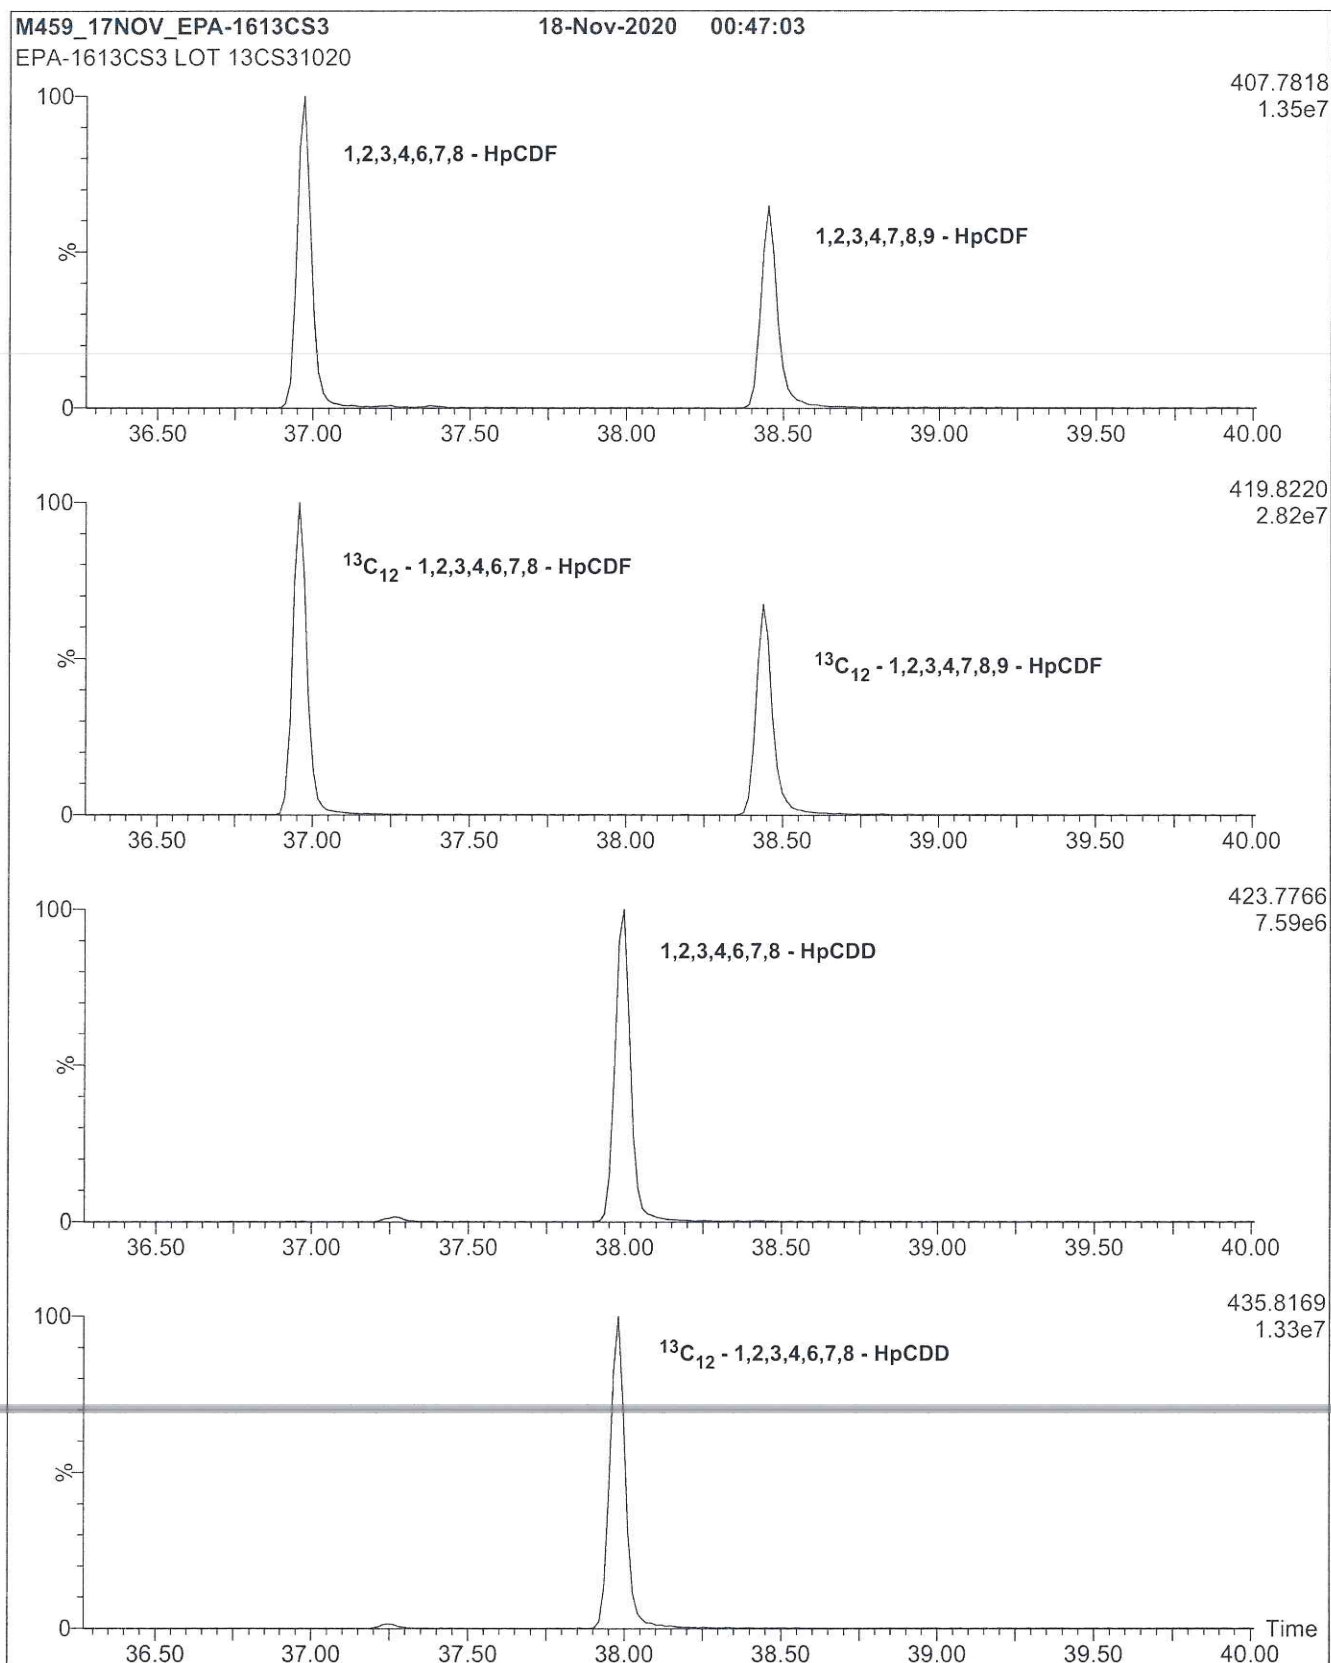 M459_17NOV_EPA-1613CS3 18-Nov-2020 00:47:03
EPA-1613CS3 LOT 13CS31020
407.7818
1.35e7
100
1,2,3,4,6,7,8 - HpCDF
1,2,3,4,7,8,9 - HpCDF
%
0
36.50 37.00 37.50 38.00 38.50 39.00 39.50 40.00
419.8220
2.82e7
100
¹³C₁₂ - 1,2,3,4,6,7,8 - HpCDF
¹³C₁₂ - 1,2,3,4,7,8,9 - HpCDF
%
0
36.50 37.00 37.50 38.00 38.50 39.00 39.50 40.00
423.7766
7.59e6
100
1,2,3,4,6,7,8 - HpCDD
%
0
36.50 37.00 37.50 38.00 38.50 39.00 39.50 40.00
435.8169
1.33e7
100
¹³C₁₂ - 1,2,3,4,6,7,8 - HpCDD
%
0
Time
36.50 37.00 37.50 38.00 38.50 39.00 39.50 40.00